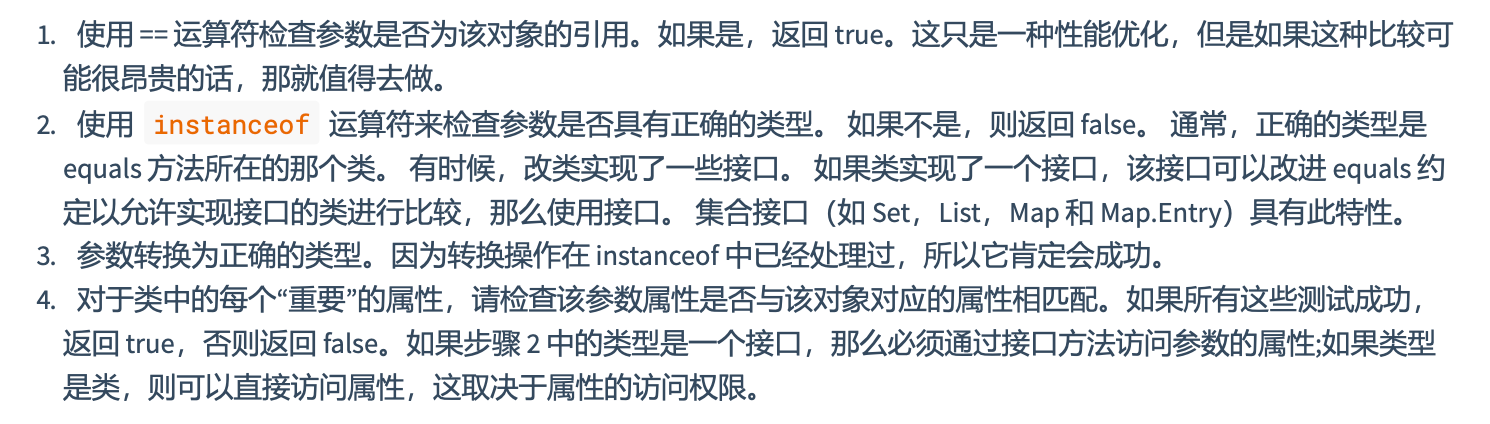 1. 使用 == 运算符检查参数是否为该对象的引用。如果是，返回 true。这只是一种性能优化，但是如果这种比较可
能很昂贵的话，那就值得去做。
2. 使用 instanceof 运算符来检查参数是否具有正确的类型。 如果不是，则返回 false。 通常，正确的类型是
equals 方法所在的那个类。 有时候，改类实现了一些接口。 如果类实现了一个接口，该接口可以改进 equals 约
定以允许实现接口的类进行比较，那么使用接口。 集合接口（如 Set，List，Map 和 Map.Entry）具有此特性。
3. 参数转换为正确的类型。因为转换操作在 instanceof 中已经处理过，所以它肯定会成功。
4. 对于类中的每个“重要”的属性，请检查该参数属性是否与该对象对应的属性相匹配。如果所有这些测试成功，
返回 true，否则返回 false。如果步骤 2 中的类型是一个接口，那么必须通过接口方法访问参数的属性;如果类型
是类，则可以直接访问属性，这取决于属性的访问权限。